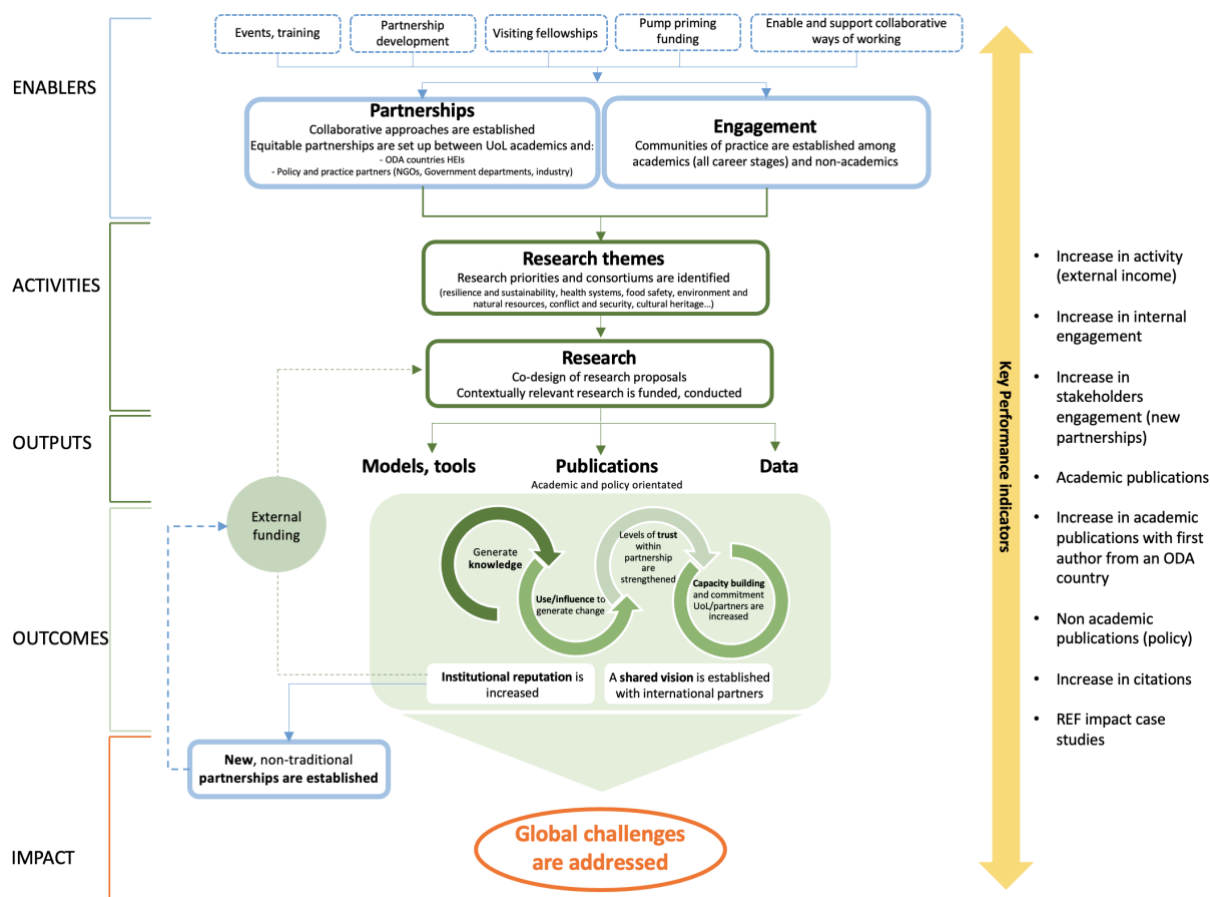 Events, training
Partnership
development
Visiting fellowships
Pump priming
funding
Enable and support collaborative
ways of working
ENABLERS
Partnerships
Collaborative approaches are established
Equitable partnerships are set up between UoL academics and:
- ODA countries HEIs
- Policy and practice partners (NGOs, Government departments, industry)
Engagement
Communities of practice are established among
academics (all career stages) and non-academics
ACTIVITIES
Research themes
Research priorities and consortiums are identified
(resilience and sustainability, health systems, food safety, environment and
natural resources, conflict and security, cultural heritage...)
Research
Co-design of research proposals
Contextually relevant research is funded, conducted
OUTPUTS
Models, tools
Publications
Academic and policy orientated
Data
External
funding
OUTCOMES
Generate
knowledge
Use/influence to
generate change
Levels of trust
within
partnership
are
strengthened
Capacity building
and commitment
UoL/partners are
increased
Institutional reputation is
increased
A shared vision is established
with international partners
New, non-traditional
partnerships are established
IMPACT
Global challenges
are addressed
Key Performance indicators
• Increase in activity
(external income)
• Increase in internal
engagement
• Increase in
stakeholders
engagement (new
partnerships)
• Academic publications
• Increase in academic
publications with first
author from an ODA
country
• Non academic
publications (policy)
• Increase in citations
• REF impact case
studies